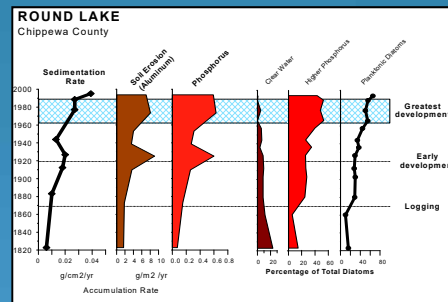 ROUND LAKE
Chippewa County
Sedimentation
Rate
Soil Erosion
(Aluminum)
Phosphorus
Clear Water
Higher Phosphorus
Planktonic Diatoms
2000
1980
1960
1940
1920
1900
1880
1860
1840
1820
Greatest
development
Early
development
Logging
0 0.02 0.04
0 2 4 6 8 10
0.0 0.2 0.4 0.6 0.8
0 20
0 20 40 60
0 20 40 60
g/cm2/yr
g/m2 /yr
Percentage of Total Diatoms
Accumulation Rate